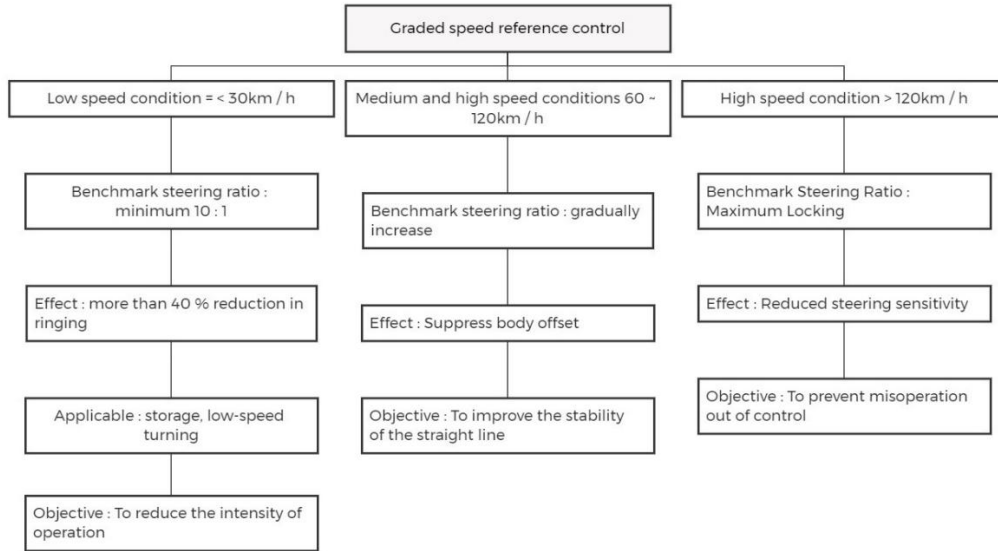 Graded speed reference control
Low speed condition = < 30km / h
Benchmark steering ratio :
minimum 10 : 1
Effect : more than 40 % reduction in
ringing
Applicable : storage, low-speed
turning
Objective : To reduce the intensity of
operation
Medium and high speed conditions 60 ~
120km / h
Benchmark steering ratio : gradually
increase
Effect : Suppress body offset
Objective : To improve the stability
of the straight line
High speed condition > 120km / h
Benchmark Steering Ratio :
Maximum Locking
Effect : Reduced steering sensitivity
Objective : To prevent misoperation
out of control